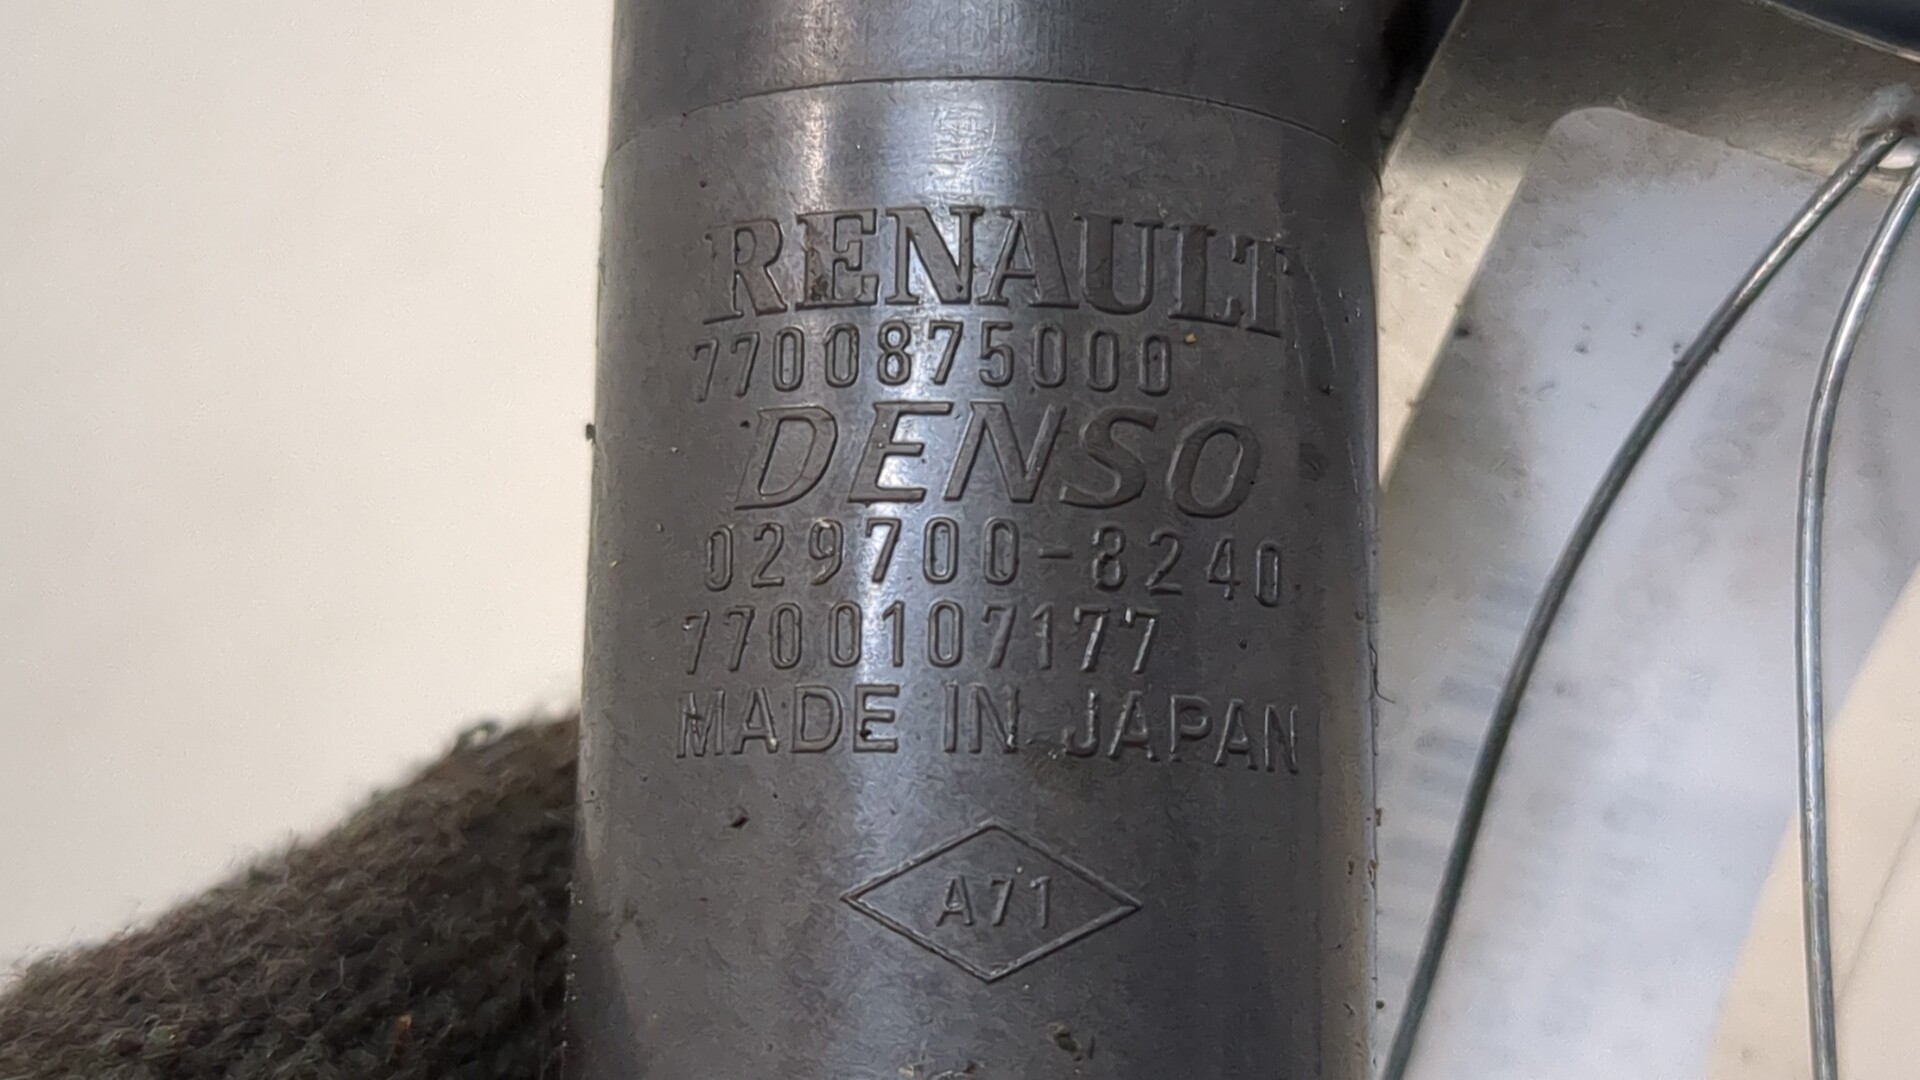 RENAULT
7700875000
DENSO
029700-8240
7700107177
MADE IN JAPAN
A71